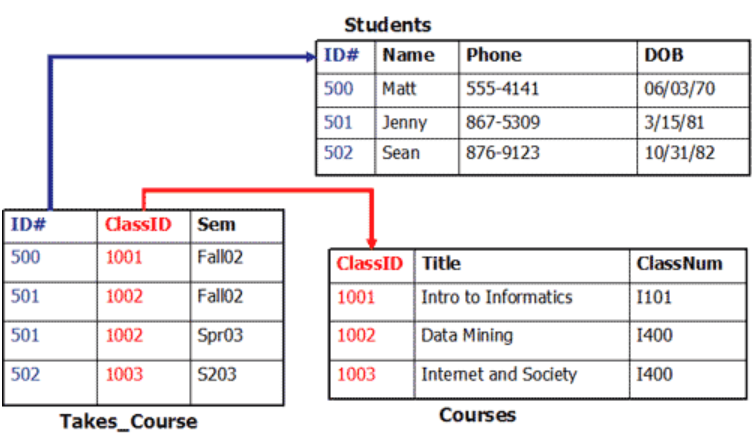 Students
ID# Name Phone DOB
500 Matt 555-4141 06/03/70
501 Jenny 867-5309 3/15/81
502 Sean 876-9123 10/31/82
ID# ClassID Sem
500 1001 Fall02
501 1002 Fall02
501 1002 Spr03
502 1003 S203
Takes_Course
ClassID Title ClassNum
1001 Intro to Informatics I101
1002 Data Mining I400
1003 Internet and Society I400
Courses